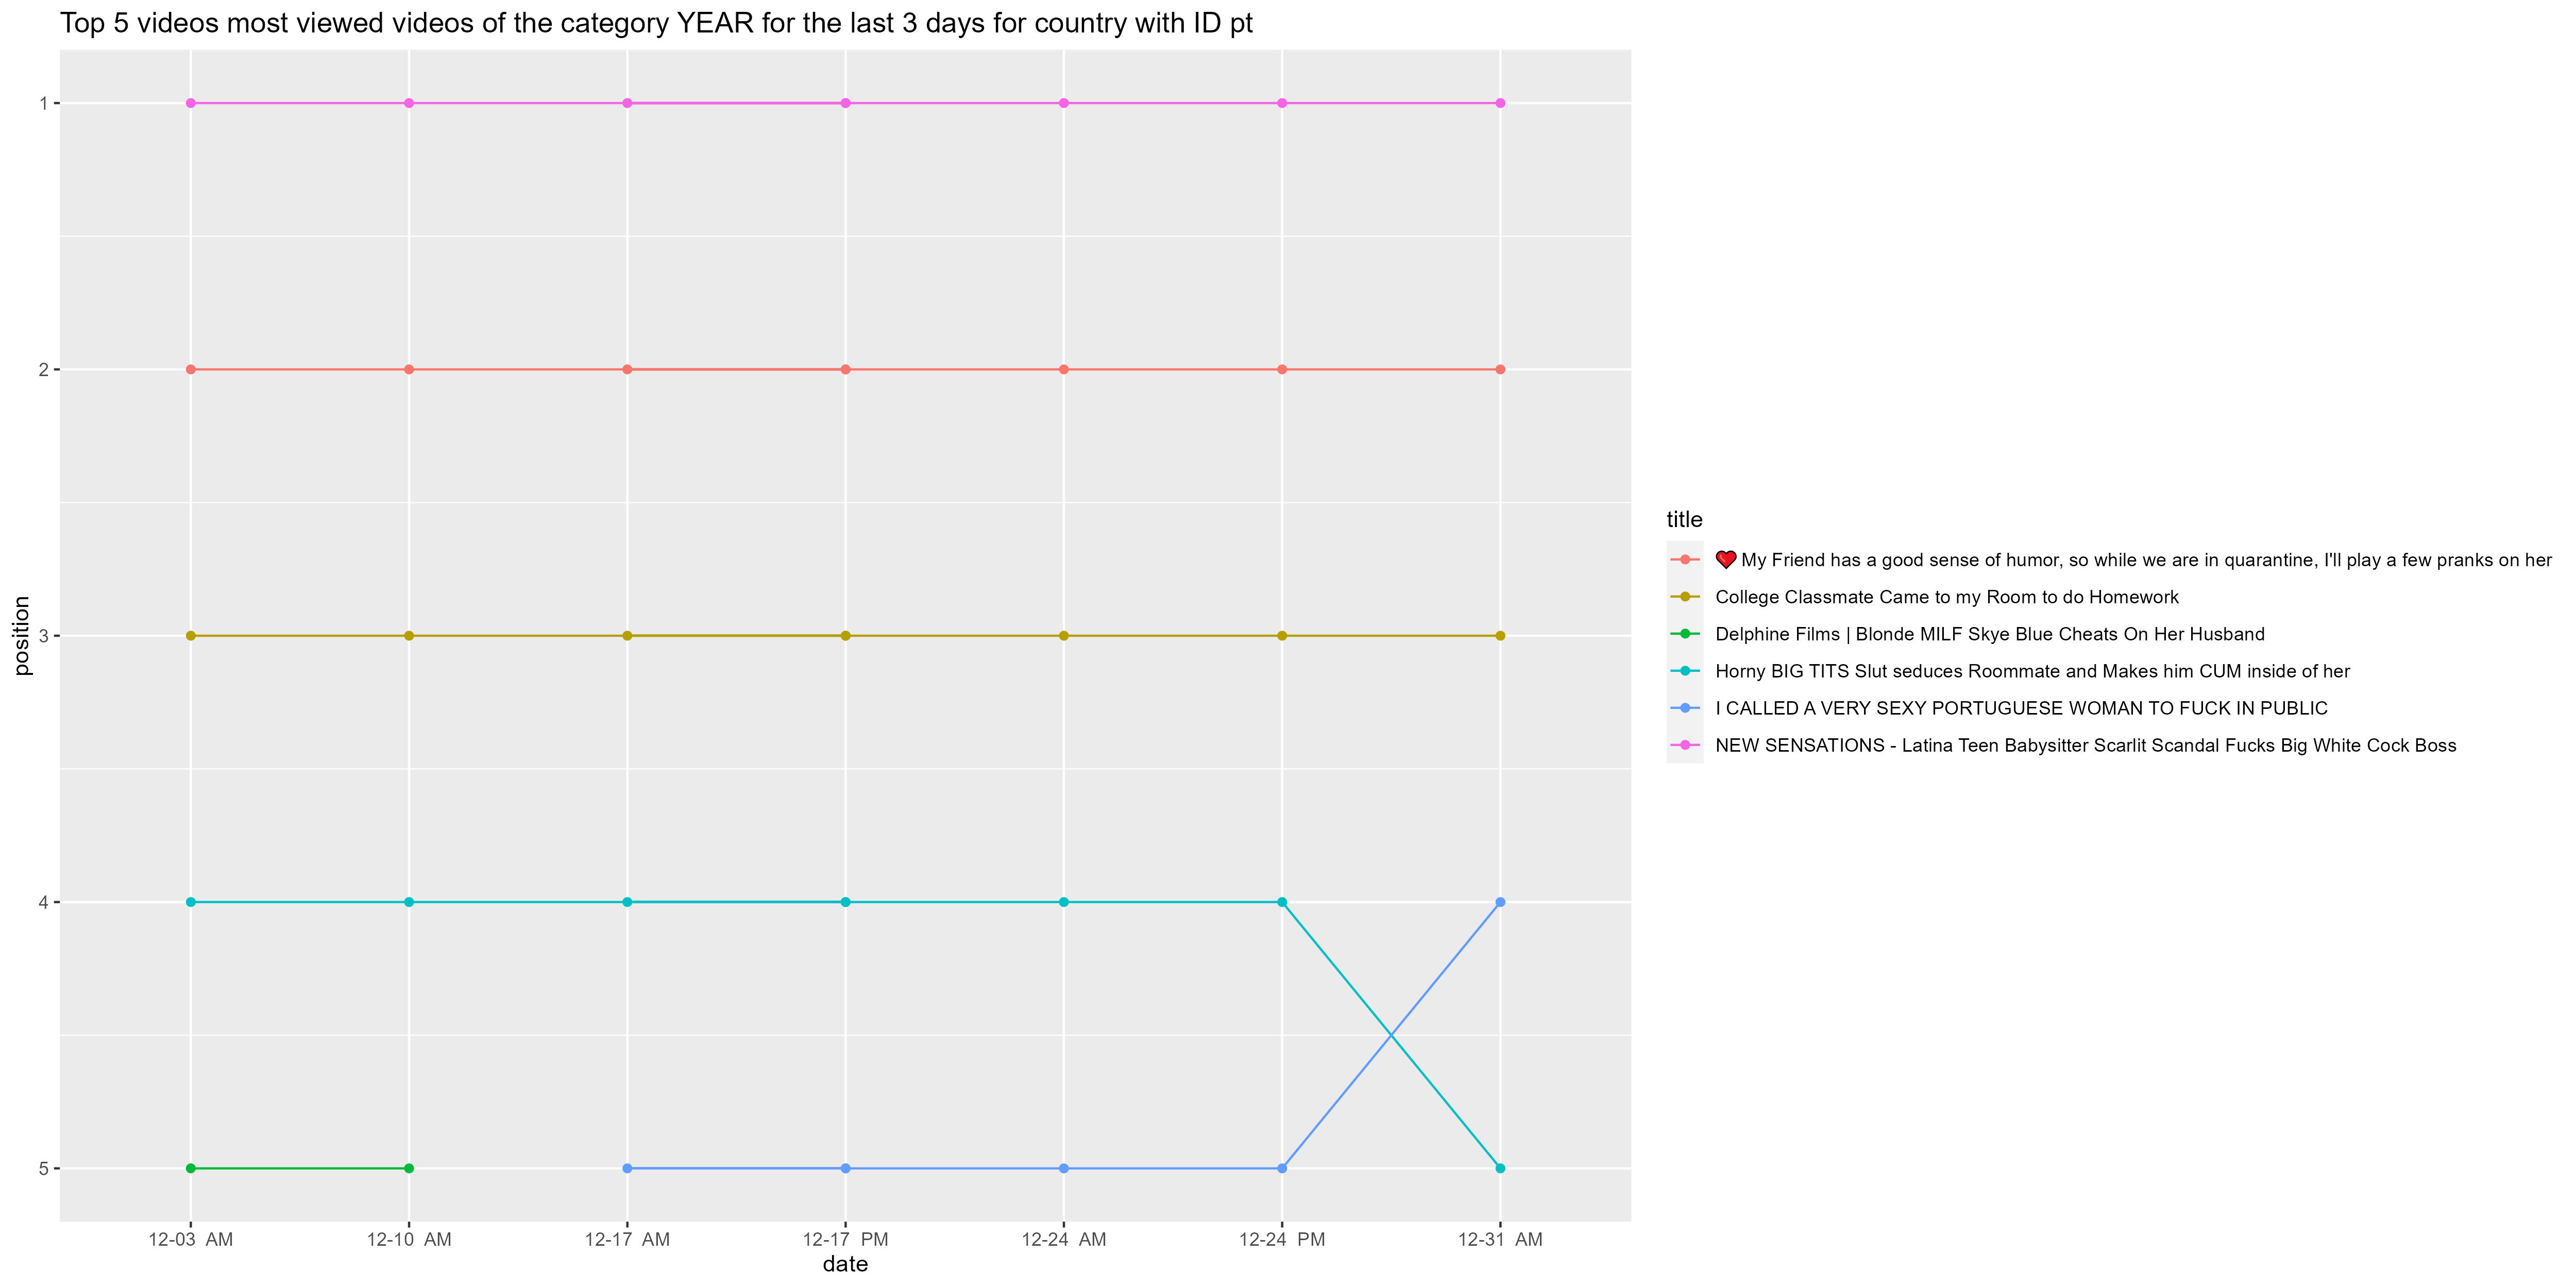 Top 5 videos most viewed videos of the category YEAR for the last 3 days for country with ID pt
1
2
3
4
5
position
12-03 AM
12-10 AM
12-17 AM
12-17 PM
12-24 AM
12-24 PM
12-31 AM
date
title
❤ My Friend has a good sense of humor, so while we are in quarantine, I'll play a few pranks on her
College Classmate Came to my Room to do Homework
Delphine Films | Blonde MILF Skye Blue Cheats On Her Husband
Horny BIG TITS Slut seduces Roommate and Makes him CUM inside of her
I CALLED A VERY SEXY PORTUGUESE WOMAN TO FUCK IN PUBLIC
NEW SENSATIONS - Latina Teen Babysitter Scarlit Scandal Fucks Big White Cock Boss